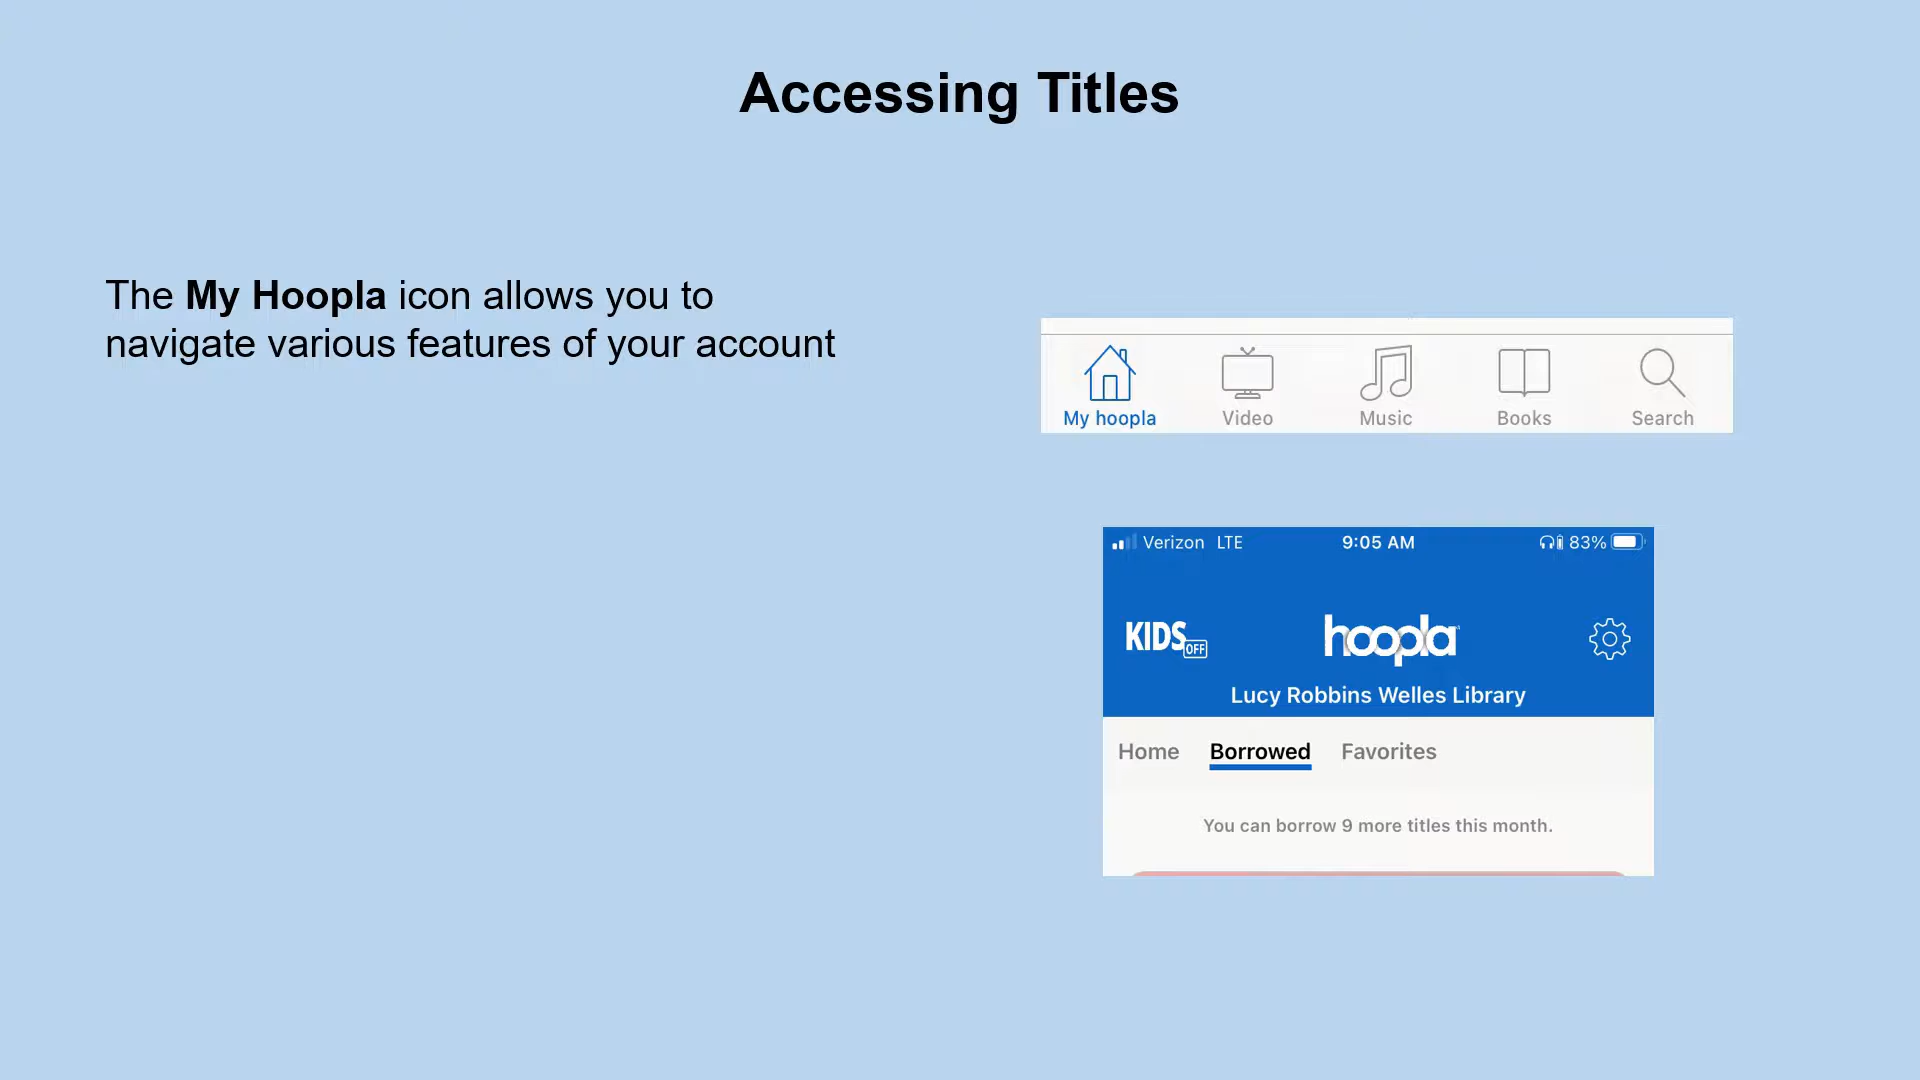 Accessing Titles
The My Hoopla icon allows you to
navigate various features of your account
My hoopla Video Music Books Search
Verizon LTE 9:05 AM 83%
KIDS OFF hoopla
Lucy Robbins Welles Library
Home Borrowed Favorites
You can borrow 9 more titles this month.